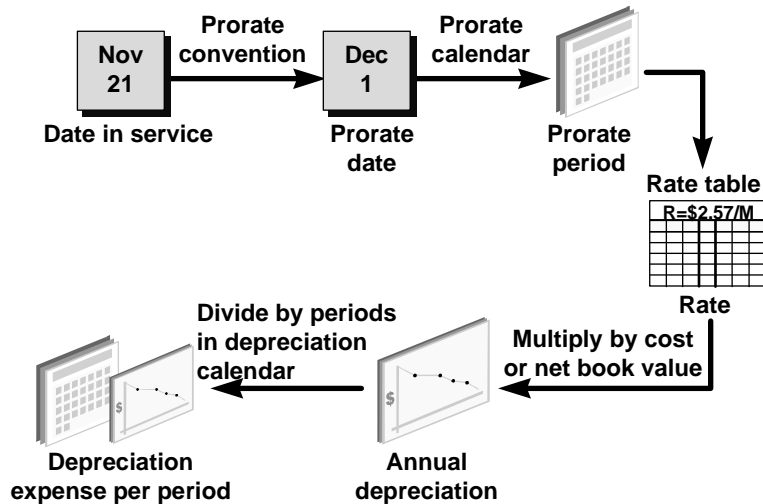 Nov
21
Prorate
convention
Dec
1
Prorate
calendar
Date in service
Prorate
date
Prorate
period
Rate table
R=$2.57/M
Rate
Multiply by cost
or net book value
Divide by periods
in depreciation
calendar
$
$
Annual
depreciation
Depreciation
expense per period